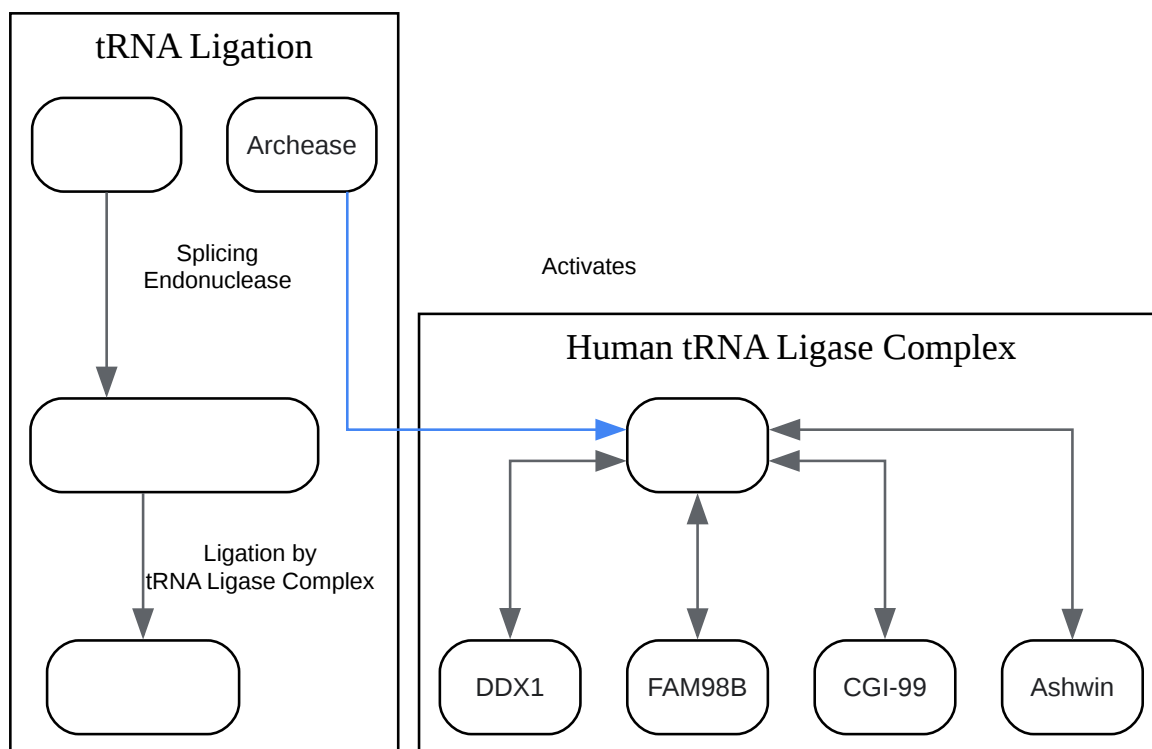 tRNA Ligation
Archease
Splicing
Endonuclease
Activates
Human tRNA Ligase Complex
Ligation by
tRNA Ligase Complex
DDX1
FAM98B
CGI-99
Ashwin